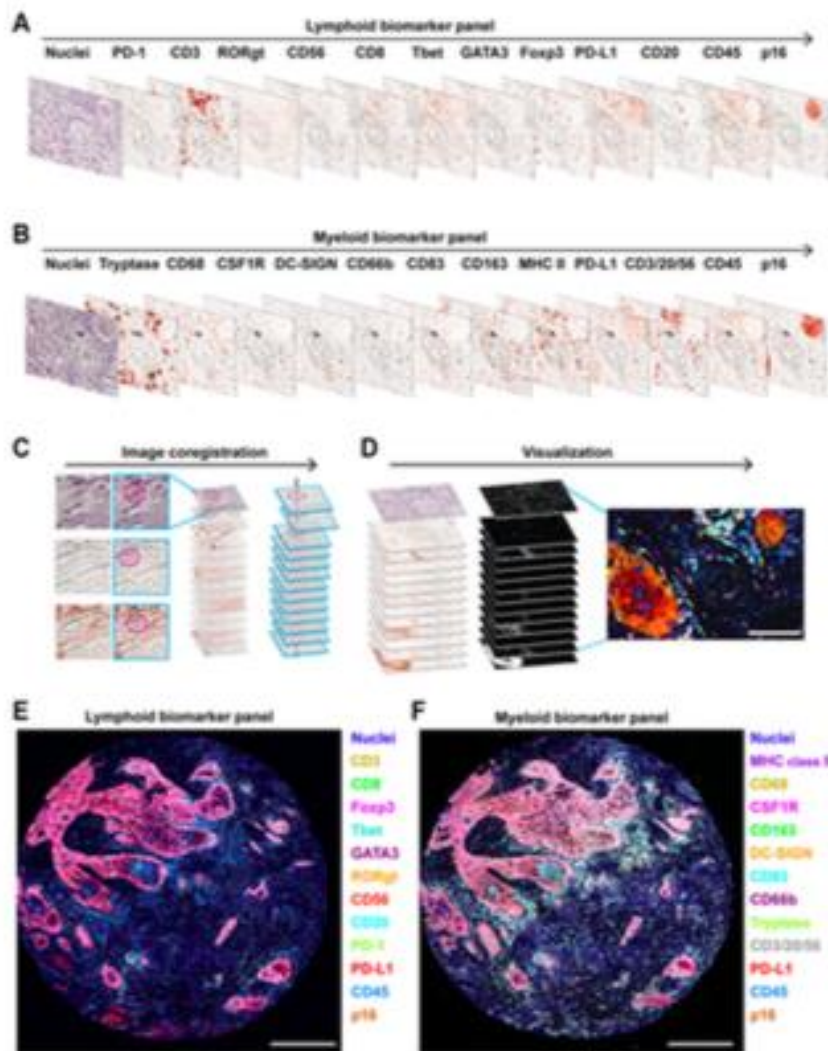 A
Lymphoid biomarker panel
Nuclei PD-1 CD3 RORgt CD56 CD8 Tbet GATA3 Foxp3 PD-L1 CD20 CD45 p16
B
Myeloid biomarker panel
Nuclei Tryptase CD68 CSF1R DC-SIGN CD66b CD83 CD163 MHC II PD-L1 CD3/20/56 CD45 p16
C
Image coregistration
D
Visualization
E
Lymphoid biomarker panel
Nuclei
CD3
CD8
Foxp3
Tbet
GATA3
RORgt
CD56
CD20
PD-1
PD-L1
CD45
p16
F
Myeloid biomarker panel
Nuclei
MHC class II
CD68
CSF1R
CD163
DC-SIGN
CD83
CD66b
Tryptase
CD3/20/56
PD-L1
CD45
p16